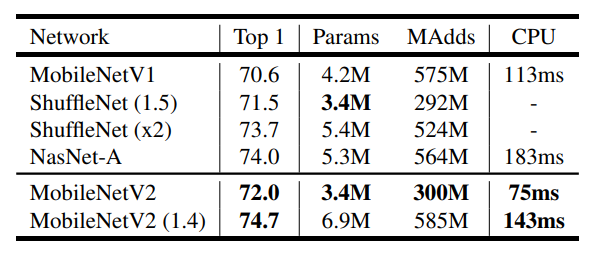 Network Top 1 Params MAdds CPU
MobileNetV1 70.6 4.2M 575M 113ms
ShuffleNet (1.5) 71.5 3.4M 292M -
ShuffleNet (x2) 73.7 5.4M 524M -
NasNet-A 74.0 5.3M 564M 183ms
MobileNetV2 72.0 3.4M 300M 75ms
MobileNetV2 (1.4) 74.7 6.9M 585M 143ms